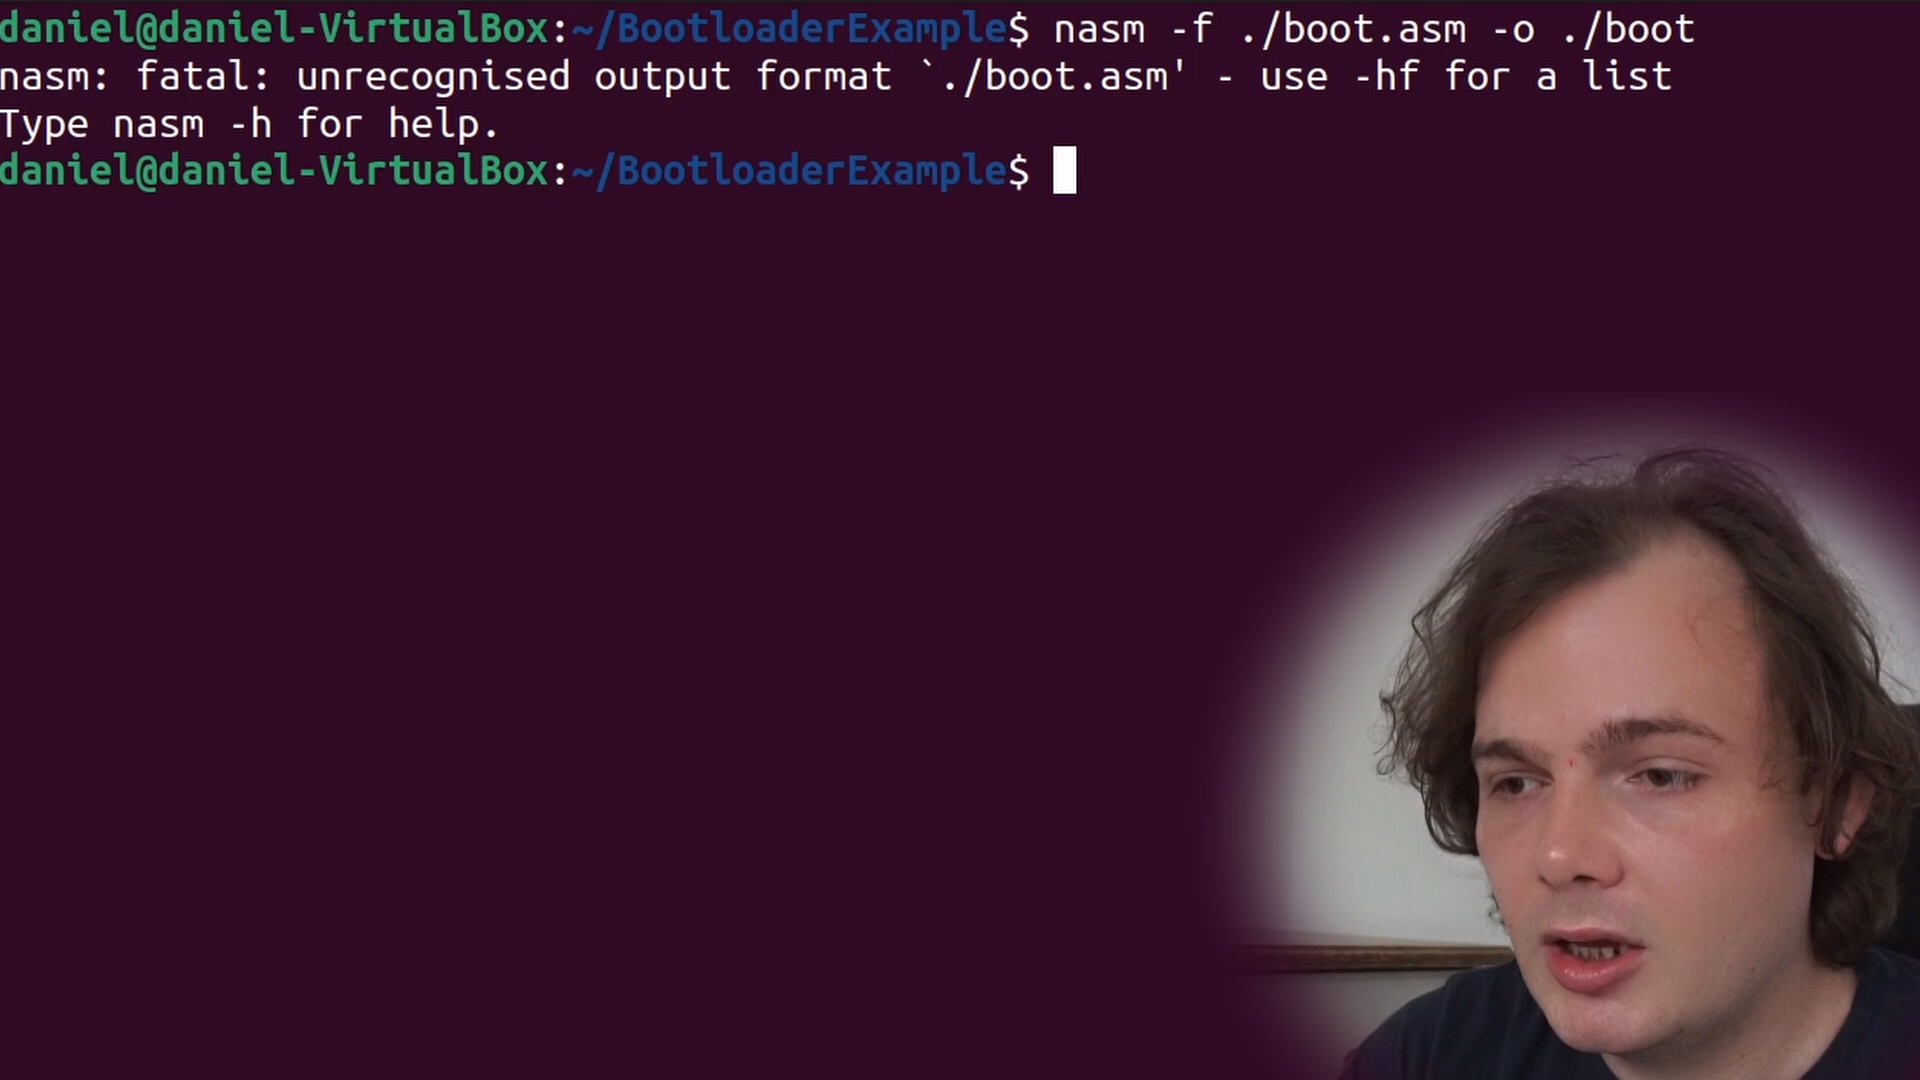 daniel@daniel-VirtualBox:~/BootloaderExample$ nasm -f ./boot.asm -o ./boot
nasm: fatal: unrecognised output format `./boot.asm' - use -hf for a list
Type nasm -h for help.
daniel@daniel-VirtualBox:~/BootloaderExample$